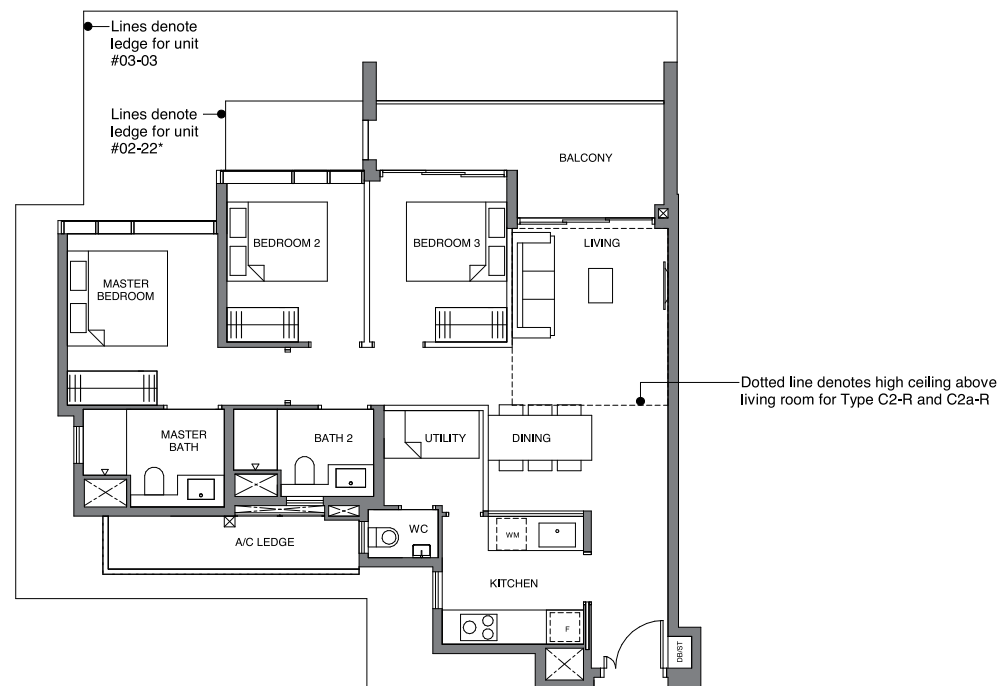 Lines denote
ledge for unit
#03-03
Lines denote
ledge for unit
#02-22*
BALCONY
BEDROOM 2
BEDROOM 3
LIVING
MASTER
BEDROOM
Dotted line denotes high ceiling above
living room for Type C2-R and C2a-R
MASTER
BATH
BATH 2
UTILITY
DINING
A/C LEDGE
WC
WM
KITCHEN
F
DB/ST